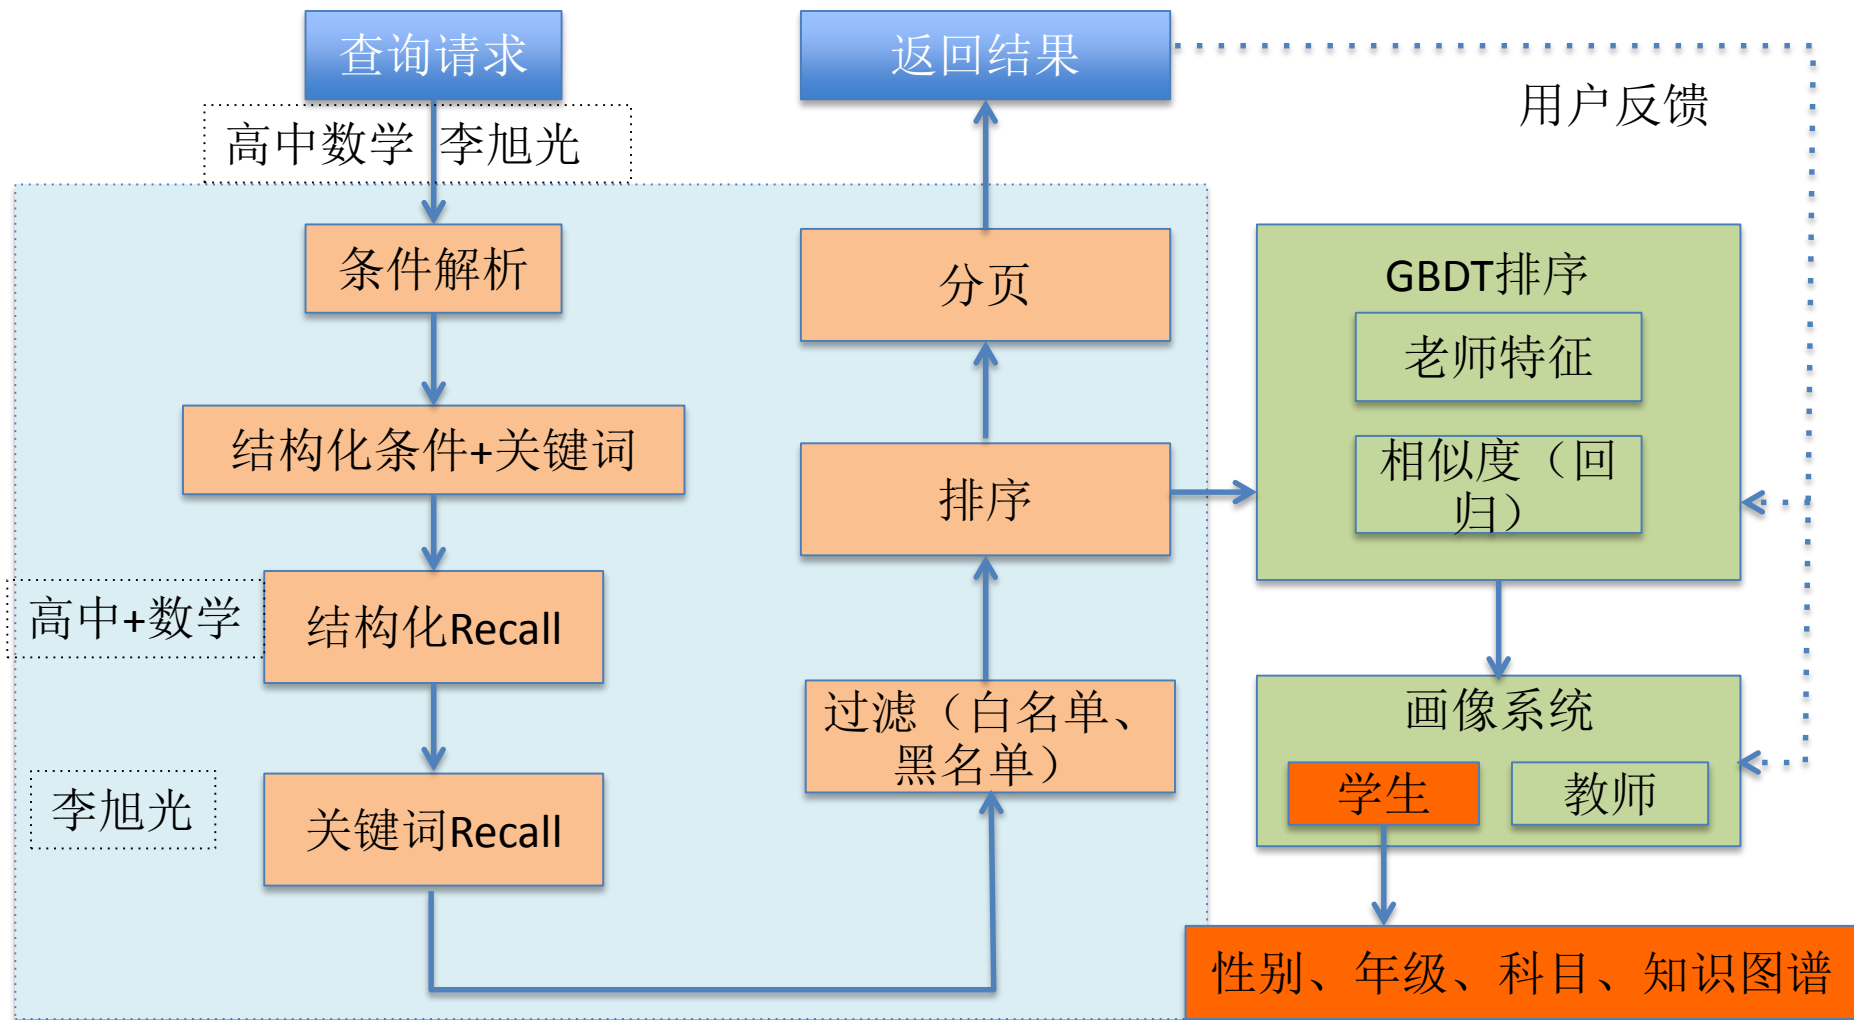 查询请求
高中数学 李旭光
条件解析
结构化条件+关键词
高中+数学
结构化Recall
李旭光
关键词Recall
过滤（白名单、
黑名单）
排序
分页
返回结果
用户反馈
GBDT排序
老师特征
相似度（回
归）
画像系统
学生
教师
性别、年级、科目、知识图谱